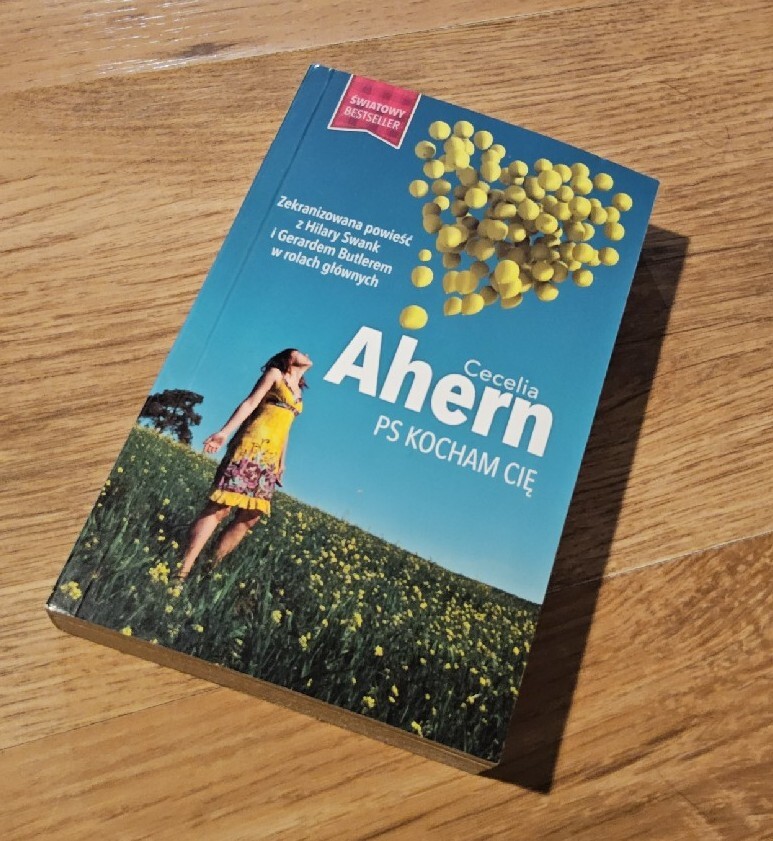 ŚWIATOWY
BESTSELLER
Zekranizowana powieść
z Hilary Swank
i Gerardem Butlerem
w rolach głównych
Cecelia
Ahern
PS KOCHAM CIĘ